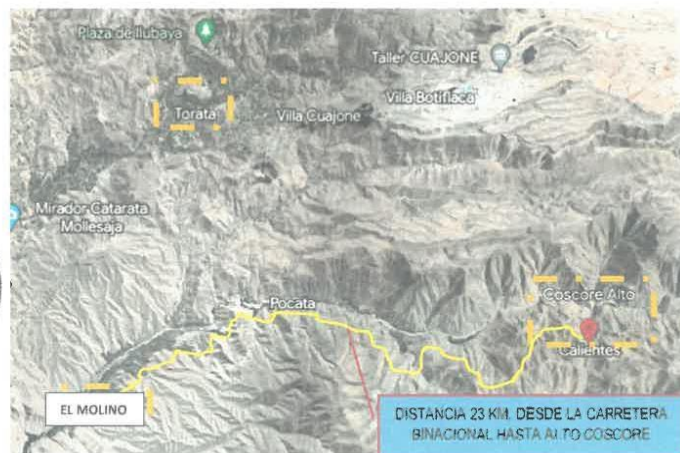 Plaza de Ilubaya
Taller CUAJONE
Villa Botiflaca
Torata
Villa Cuajone
Mirador Catarata
Mollesaja
Coscore Alto
Pocata
Calientes
EL MOLINO
DISTANCIA 23 KM. DESDE LA CARRETERA
BINACIONAL HASTA ALTO COSCORE